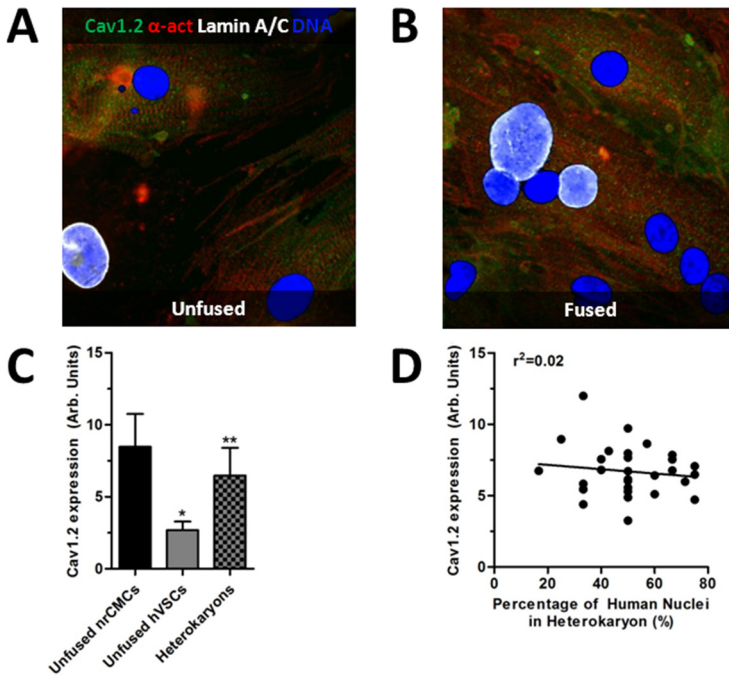 A
Cav1.2 α-act Lamin A/C DNA
Unfused
B
Fused
C
Cav1.2 expression (Arb. Units)
15
10
5
0
*
**
Unfused nrCMCs
Unfused hVSCs
Heterokaryons
D
r²=0.02
Cav1.2 expression (Arb. Units)
15
10
5
0
0 20 40 60 80
Percentage of Human Nuclei
in Heterokaryon (%)